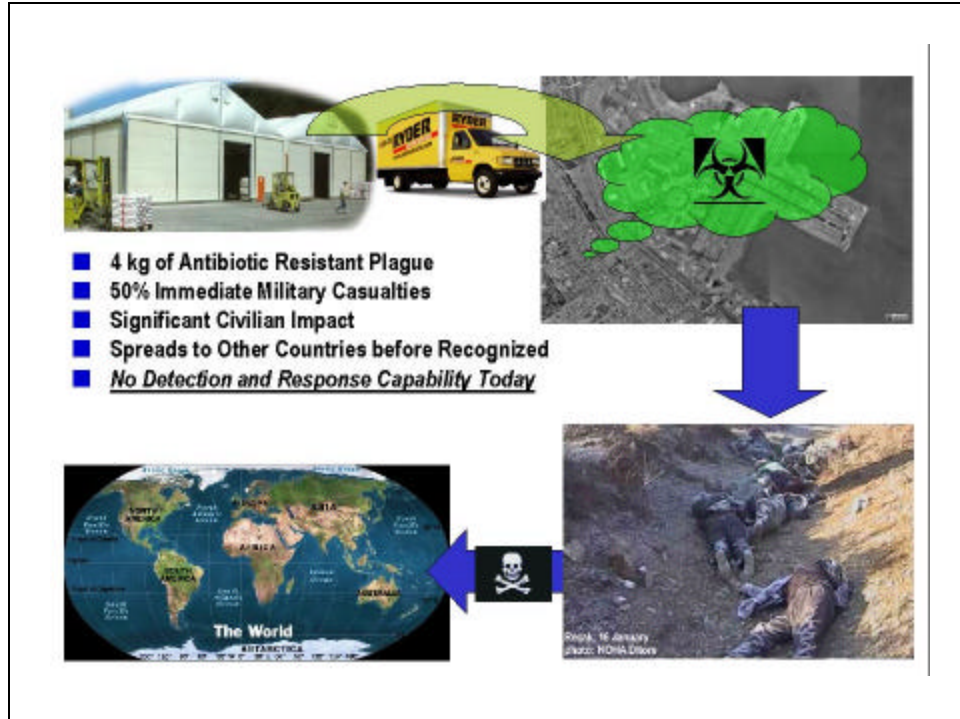 RYDER
RYDER
4 kg of Antibiotic Resistant Plague
50% Immediate Military Casualties
Significant Civilian Impact
Spreads to Other Countries before Recognized
No Detection and Response Capability Today
NORTH
AMERICA
EUROPE
ASIA
AFRICA
SOUTH
AMERICA
AUSTRALIA
The World
ANTARCTICA
16 January
photo: